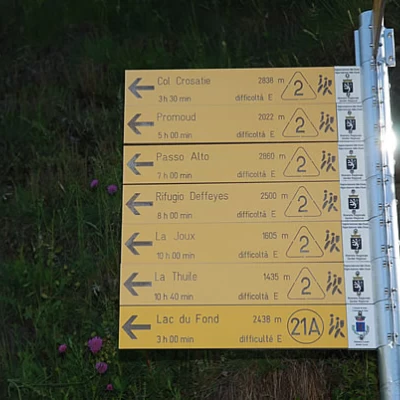 Col Crosatie 2838 m
3 h 30 min difficoltà E 2
Promoud 2022 m
5 h 00 min difficoltà E 2
Passo Alto 2860 m
7 h 00 min difficoltà E 2
Rifugio Deffeyes 2500 m
8 h 00 min difficoltà E 2
La Joux 1605 m
10 h 00 min difficoltà E 2
La Thuile 1435 m
10 h 40 min difficoltà E 2
Lac du Fond 2438 m
3 h 00 min difficulté E 21A